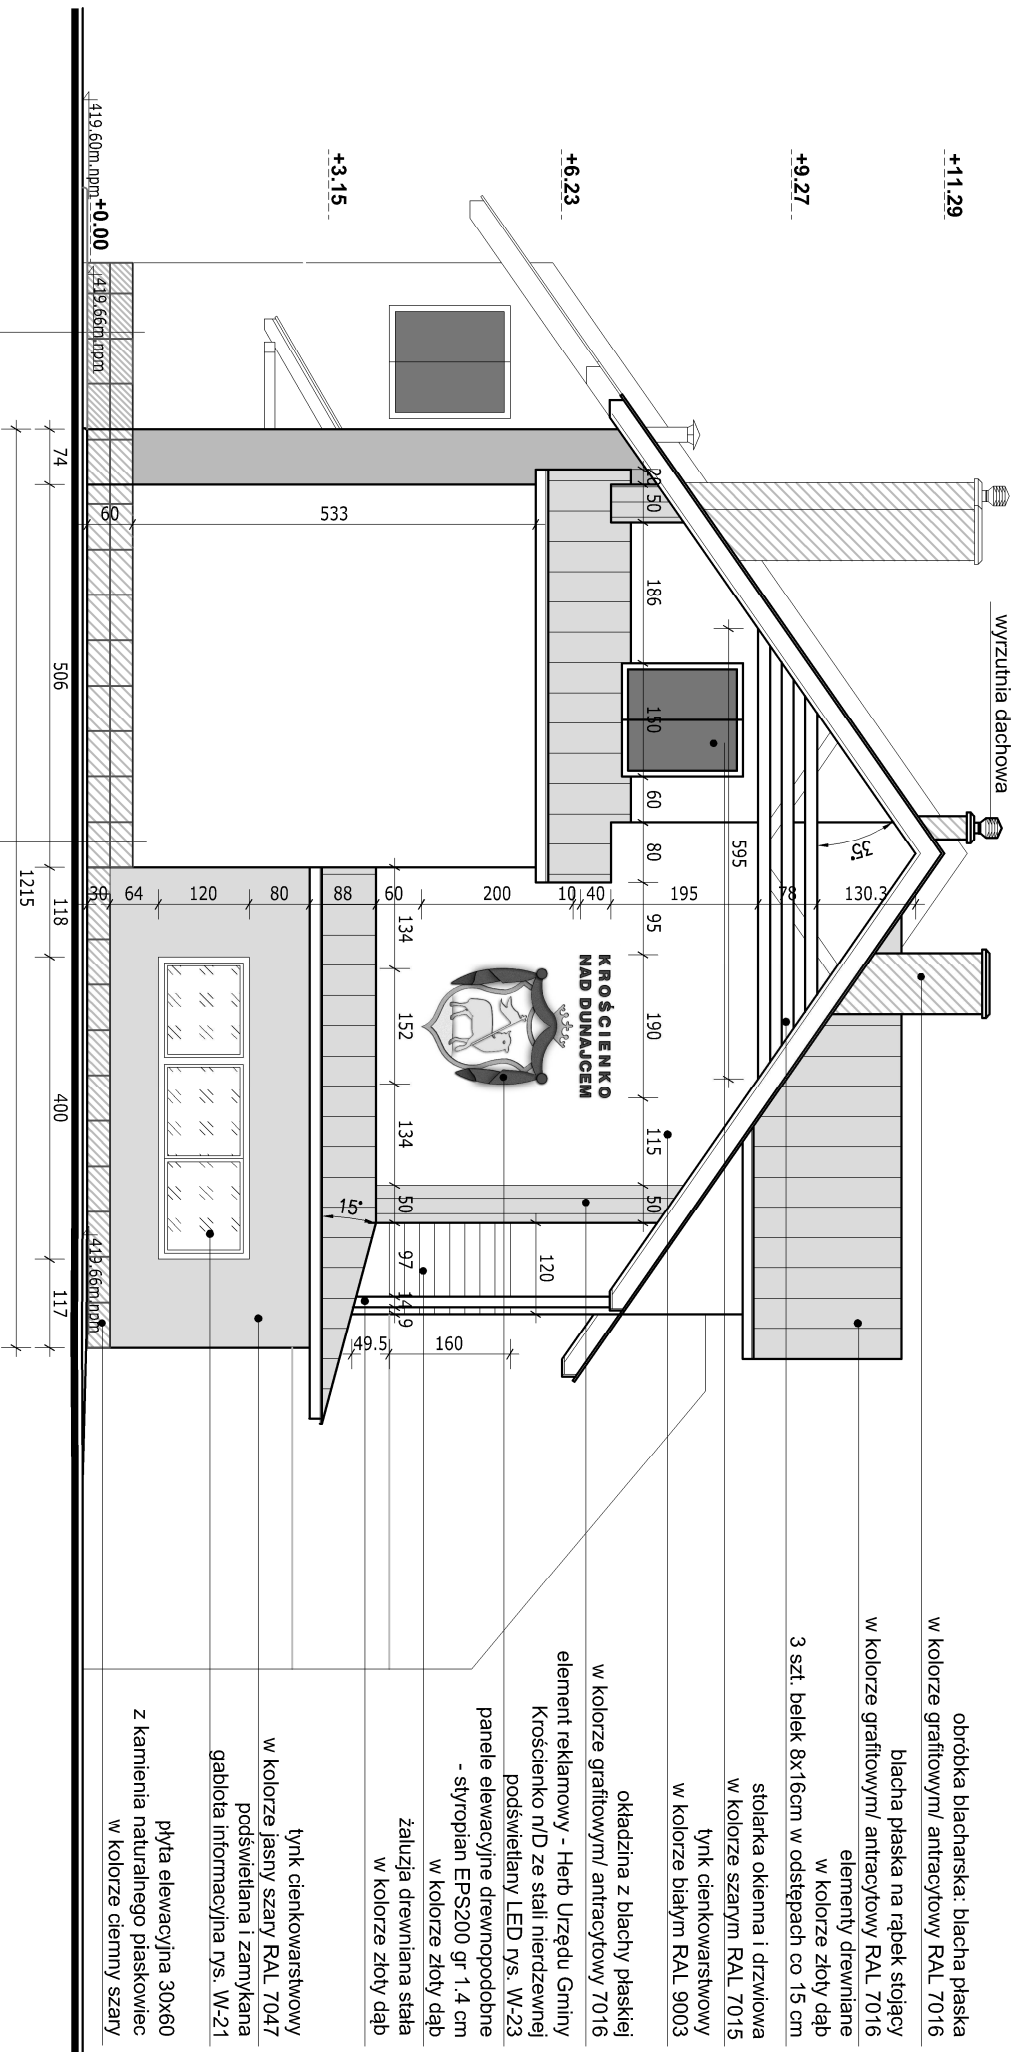 +11.29
+9.27
+6.23
+3.15
+0.00
419.60m.npm
419.66m.npm
wyrzutnia dachowa
obróbka blacharska: blacha płaska
w kolorze grafitowym/ antracytowy RAL 7016
blacha płaska na rąbek stojący
w kolorze grafitowym/ antracytowy RAL 7016
elementy drewniane
w kolorze złoty dąb
3 szt. belek 8x16cm w odstępach co 15 cm
stolarka okienna i drzwiowa
w kolorze szarym RAL 7015
tynk cienkowarstwowy
w kolorze białym RAL 9003
okładzina z blachy płaskiej
w kolorze grafitowym/ antracytowy 7016
element reklamowy - Herb Urzędu Gminy
Krościenko n/D ze stali nierdzewnej
podświetlany LED rys. W-23
panele elewacyjne drewnopodobne
- styropian EPS200 gr 1.4 cm
w kolorze złoty dąb
żaluzja drewniana stała
w kolorze złoty dąb
tynk cienkowarstwowy
w kolorze jasny szary RAL 7047
podświetlana i zamykana
gablota informacyjna rys. W-21
płyta elewacyjna 30x60
z kamienia naturalnego piaskowiec
w kolorze ciemny szary
35°
595
130.3
78
195
40
10
200
60
88
80
120
64
30
20
50
186
150
60
80
95
190
115
50
KROŚCIENKO
NAD DUNAJCEM
120
134
152
134
50
97
14.9
160
49.5
15°
533
60
419.66m.npm
74
506
118
400
117
1215